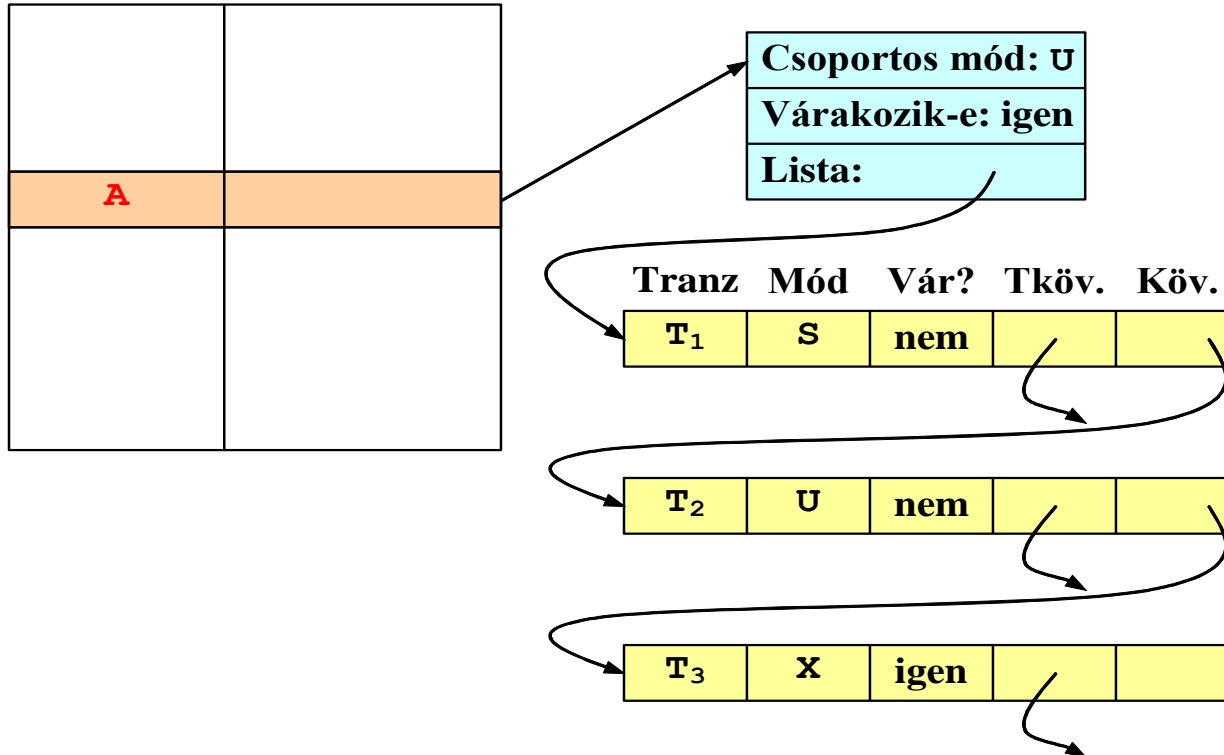 A
Csoportos mód: U
Várakozik-e: igen
Lista:
Tranz Mód Vár? Tköv. Köv.
T₁ S nem
T₂ U nem
T₃ X igen